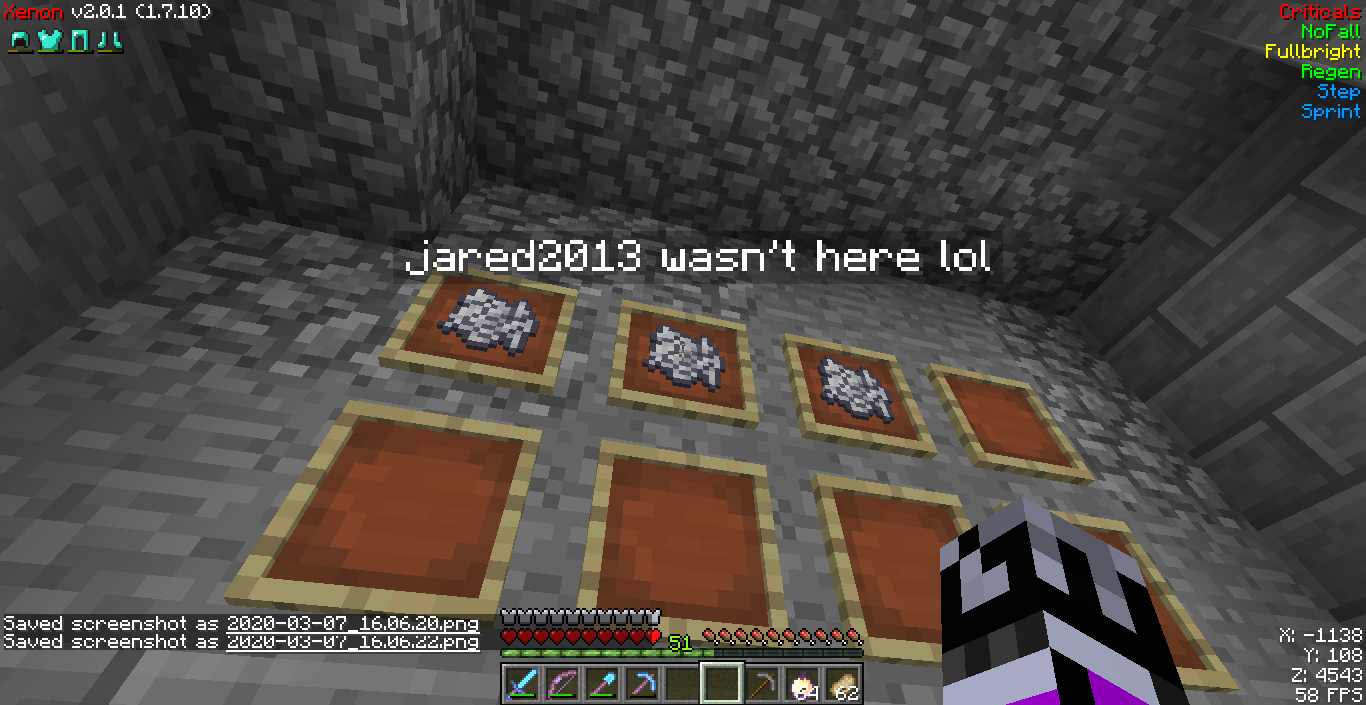 Xenon v2.0.1 (1.7.10)
Criticals
NoFall
Fullbright
Regen
Step
Sprint
jared2013 wasn't here lol
Saved screenshot as 2020-03-07_16.06.20.png
Saved screenshot as 2020-03-07_16.06.22.png
51
64
62
X: -1138
Y: 108
Z: 4543
58 FPS